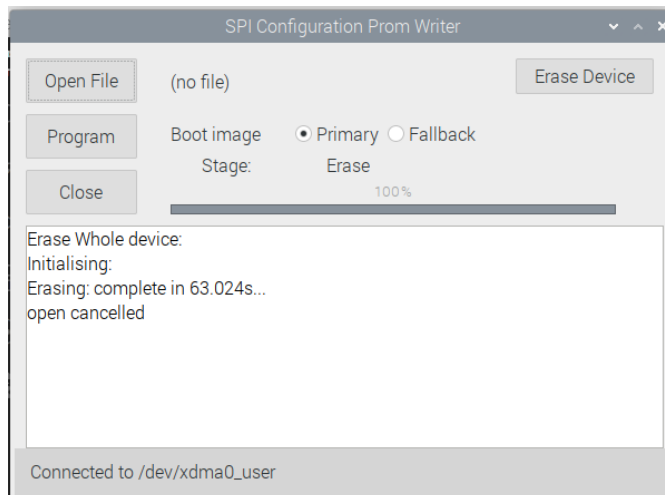 SPI Configuration Prom Writer
Open File
(no file)
Erase Device
Program
Boot image
Primary
Fallback
Stage:
Erase
Close
100%
Erase Whole device:
Initialising:
Erasing: complete in 63.024s...
open cancelled
Connected to /dev/xdma0_user